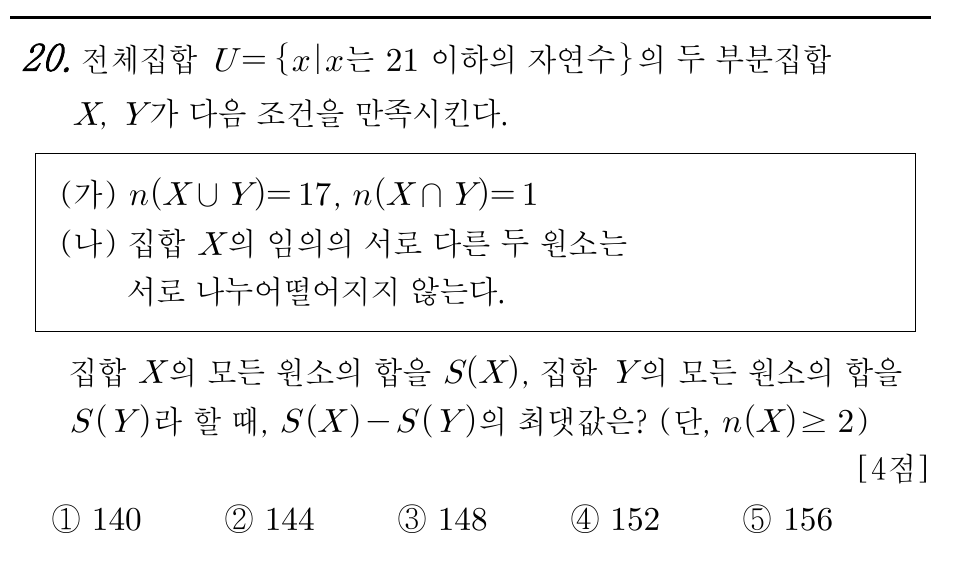 20. 전체집합 U={x|x는 21 이하의 자연수}의 두 부분집합
X, Y가 다음 조건을 만족시킨다.
(가) n(X∪Y)=17, n(X∩Y)=1
(나) 집합 X의 임의의 서로 다른 두 원소는
서로 나누어떨어지지 않는다.
집합 X의 모든 원소의 합을 S(X), 집합 Y의 모든 원소의 합을
S(Y)라 할 때, S(X)-S(Y)의 최댓값은? (단, n(X)≥2)
[4점]
① 140 ② 144 ③ 148 ④ 152 ⑤ 156